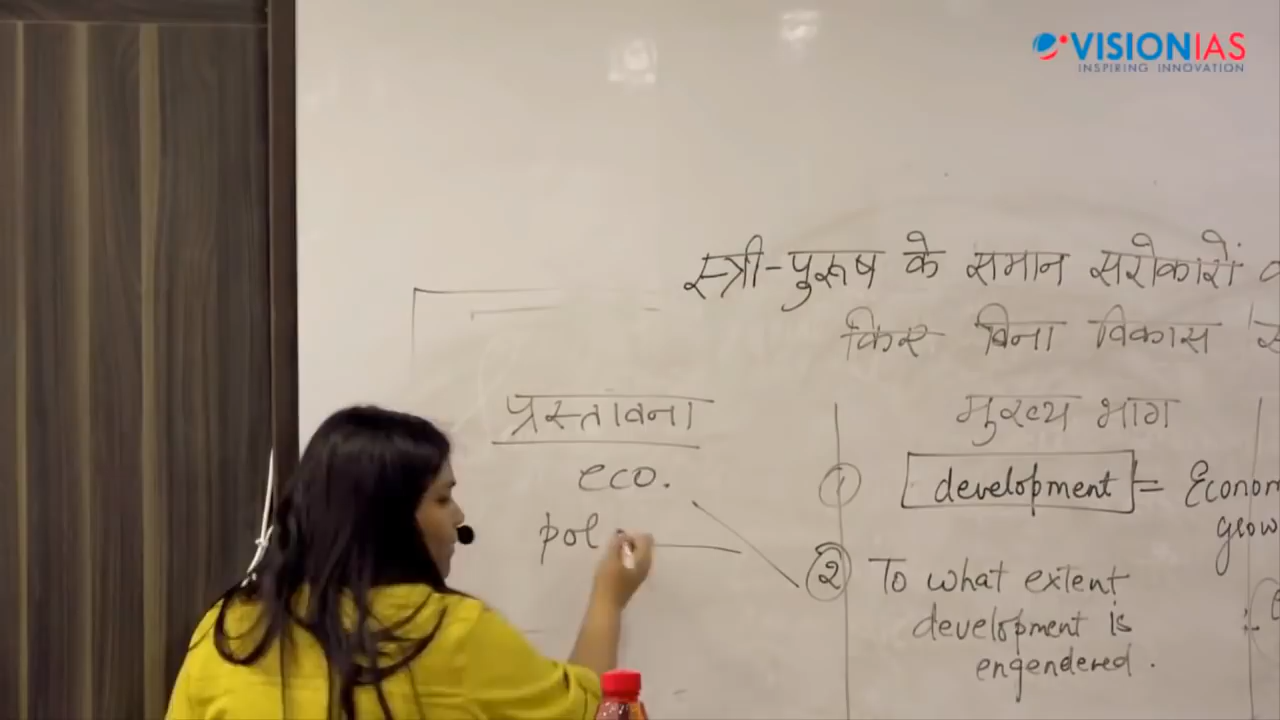 VISIONIAS
INSPIRING INNOVATION
स्त्री-पुरूष के समान सरोकारों
किए बिना विकास
प्रस्तावना
eco.
pol
मुख्य भाग
① development = Econom
grow
② To what extent
development is
engendered.